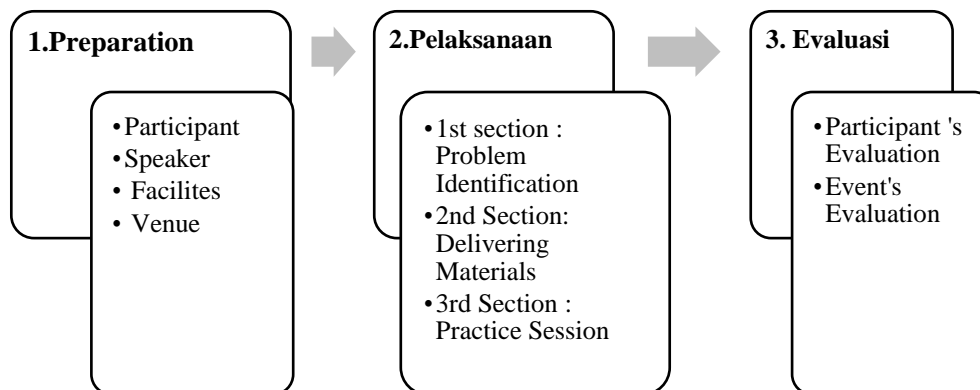 1.Preparation
•Participant
•Speaker
• Facilites
• Venue
2.Pelaksanaan
•1st section :
Problem
Identification
•2nd Section:
Delivering
Materials
•3rd Section :
Practice Session
3. Evaluasi
•Participant 's
Evaluation
•Event's
Evaluation